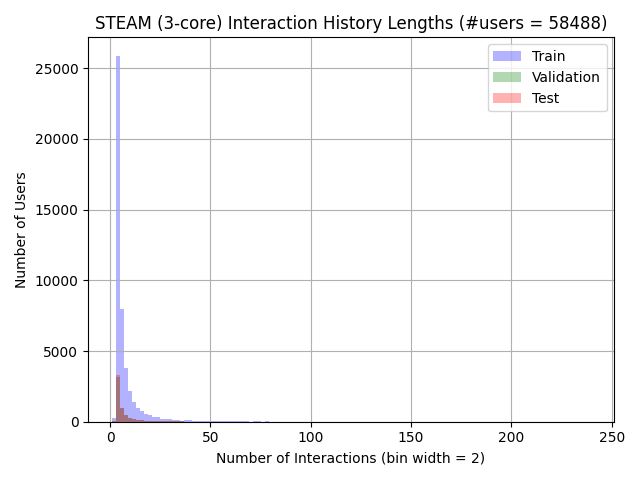 STEAM (3-core) Interaction History Lengths (#users = 58488)
Train
Validation
Test
Number of Users
25000
20000
15000
10000
5000
0
0 50 100 150 200 250
Number of Interactions (bin width = 2)